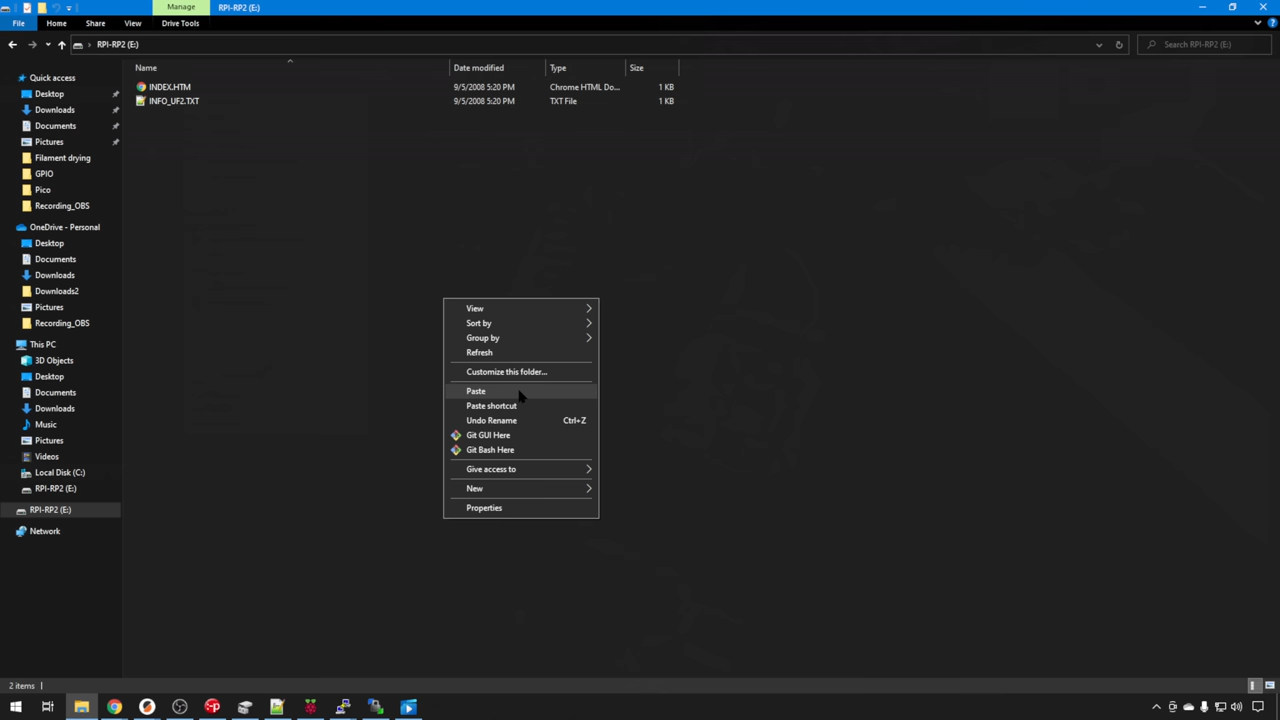 Manage
RPI-RP2 (E:)
File
Home
Share
View
Drive Tools
RPI-RP2 (E:)
Search RPI-RP2 (E:)
Name
Date modified
Type
Size
INDEX.HTM
9/5/2008 5:20 PM
Chrome HTML Do...
1 KB
INFO_UF2.TXT
9/5/2008 5:20 PM
TXT File
1 KB
Quick access
Desktop
Downloads
Documents
Pictures
Filament drying
GPIO
Pico
Recording_OBS
OneDrive - Personal
Desktop
Documents
Downloads
Downloads2
Pictures
Recording_OBS
This PC
3D Objects
Desktop
Documents
Downloads
Music
Pictures
Videos
Local Disk (C:)
RPI-RP2 (E:)
RPI-RP2 (E:)
Network
View
Sort by
Group by
Refresh
Customize this folder...
Paste
Paste shortcut
Undo Rename Ctrl+Z
Git GUI Here
Git Bash Here
Give access to
New
Properties
2 items